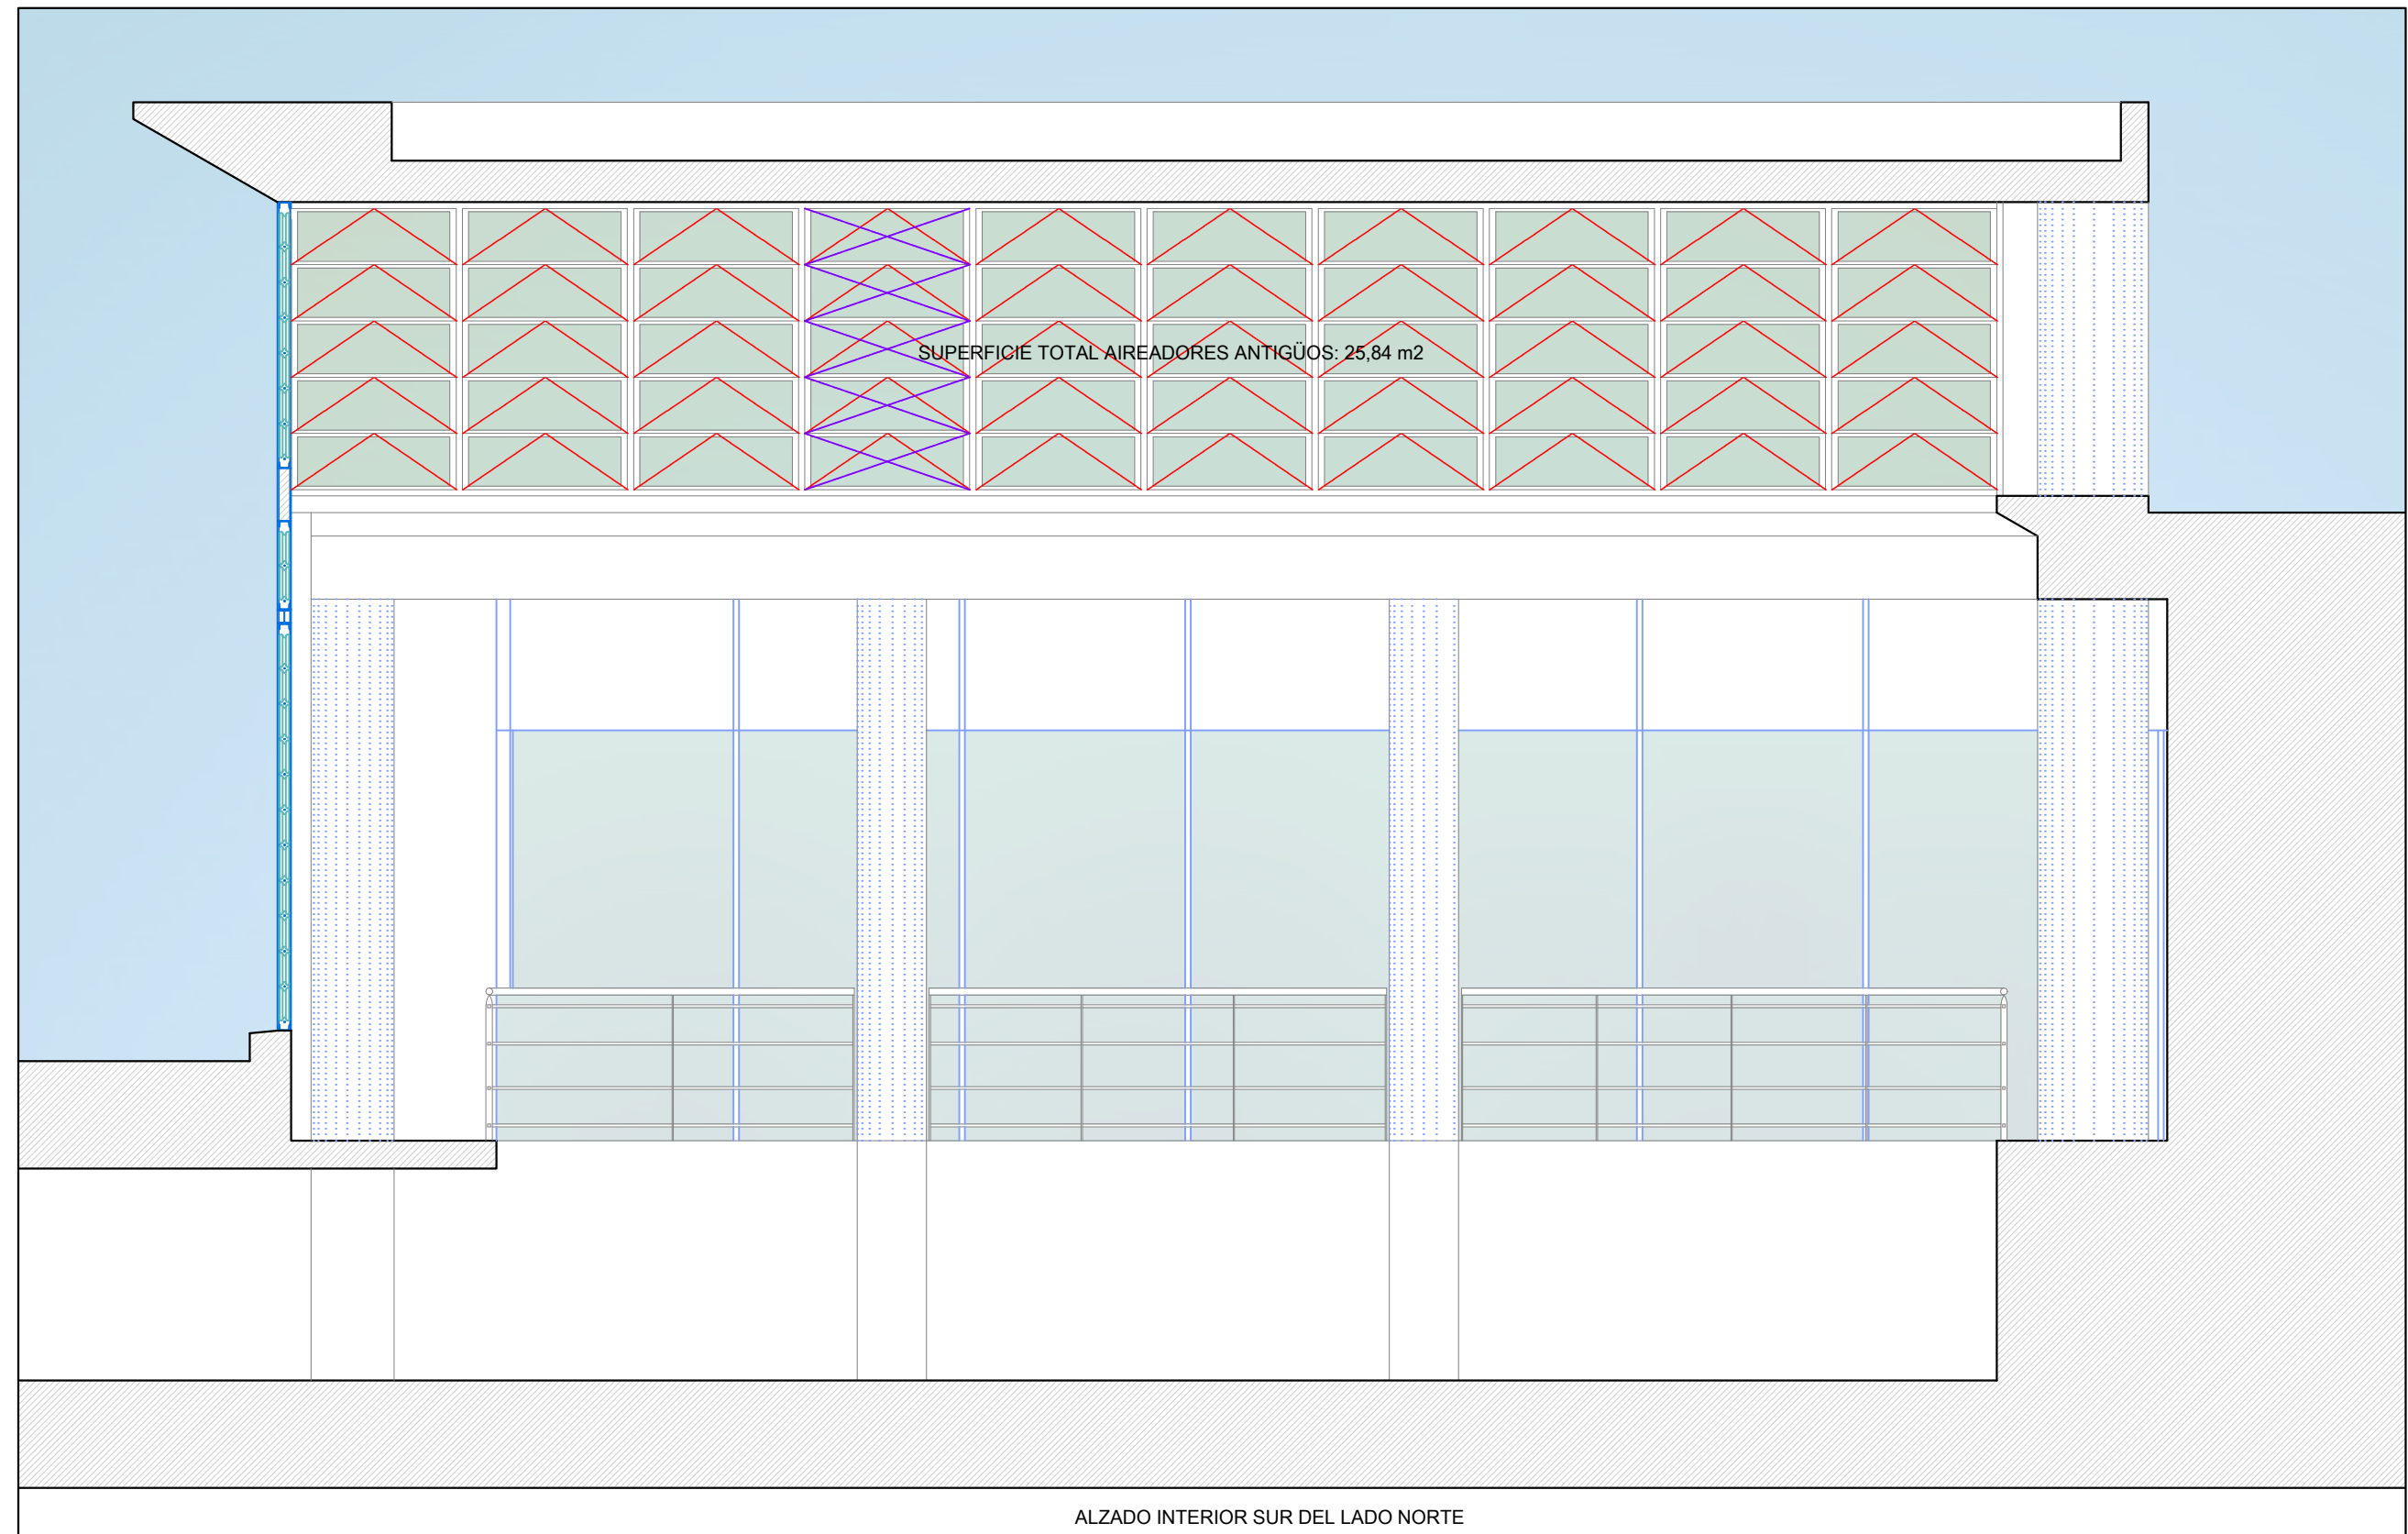 SUPERFICIE TOTAL AIREADORES ANTIGÜOS: 25,84 m2
ALZADO INTERIOR SUR DEL LADO NORTE